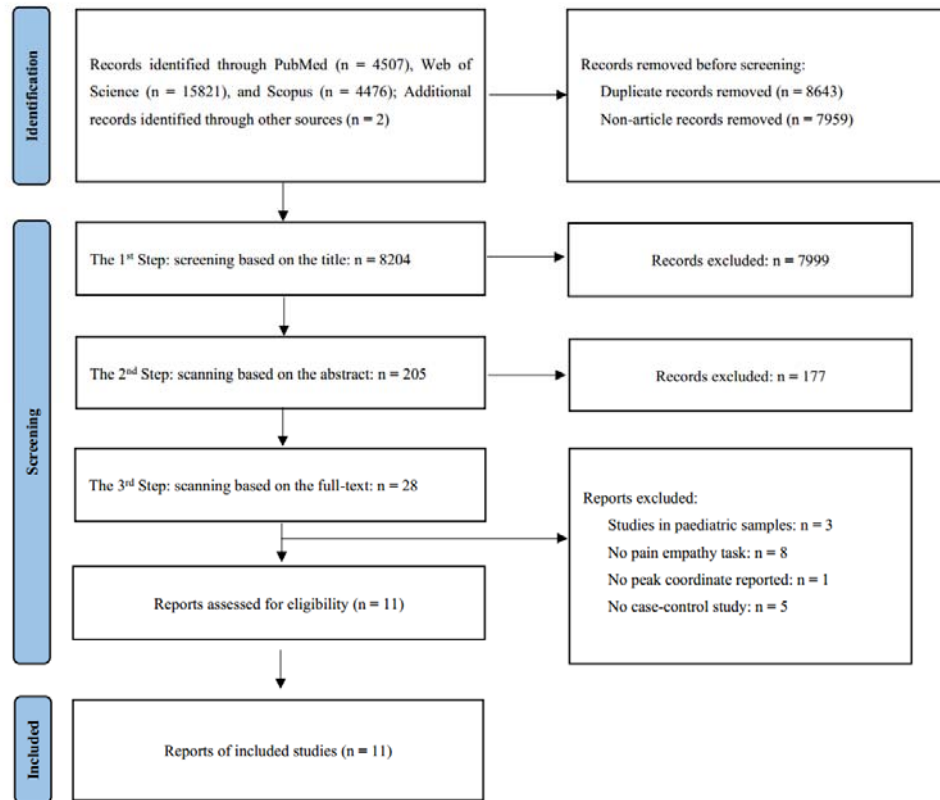 Identification
Records identified through PubMed (n = 4507), Web of
Science (n = 15821), and Scopus (n = 4476); Additional
records identified through other sources (n = 2)
Records removed before screening:
Duplicate records removed (n = 8643)
Non-article records removed (n = 7959)
Screening
The 1st Step: screening based on the title: n = 8204
Records excluded: n = 7999
The 2nd Step: scanning based on the abstract: n = 205
Records excluded: n = 177
The 3rd Step: scanning based on the full-text: n = 28
Reports excluded:
Studies in paediatric samples: n = 3
No pain empathy task: n = 8
No peak coordinate reported: n = 1
No case-control study: n = 5
Reports assessed for eligibility (n = 11)
Included
Reports of included studies (n = 11)